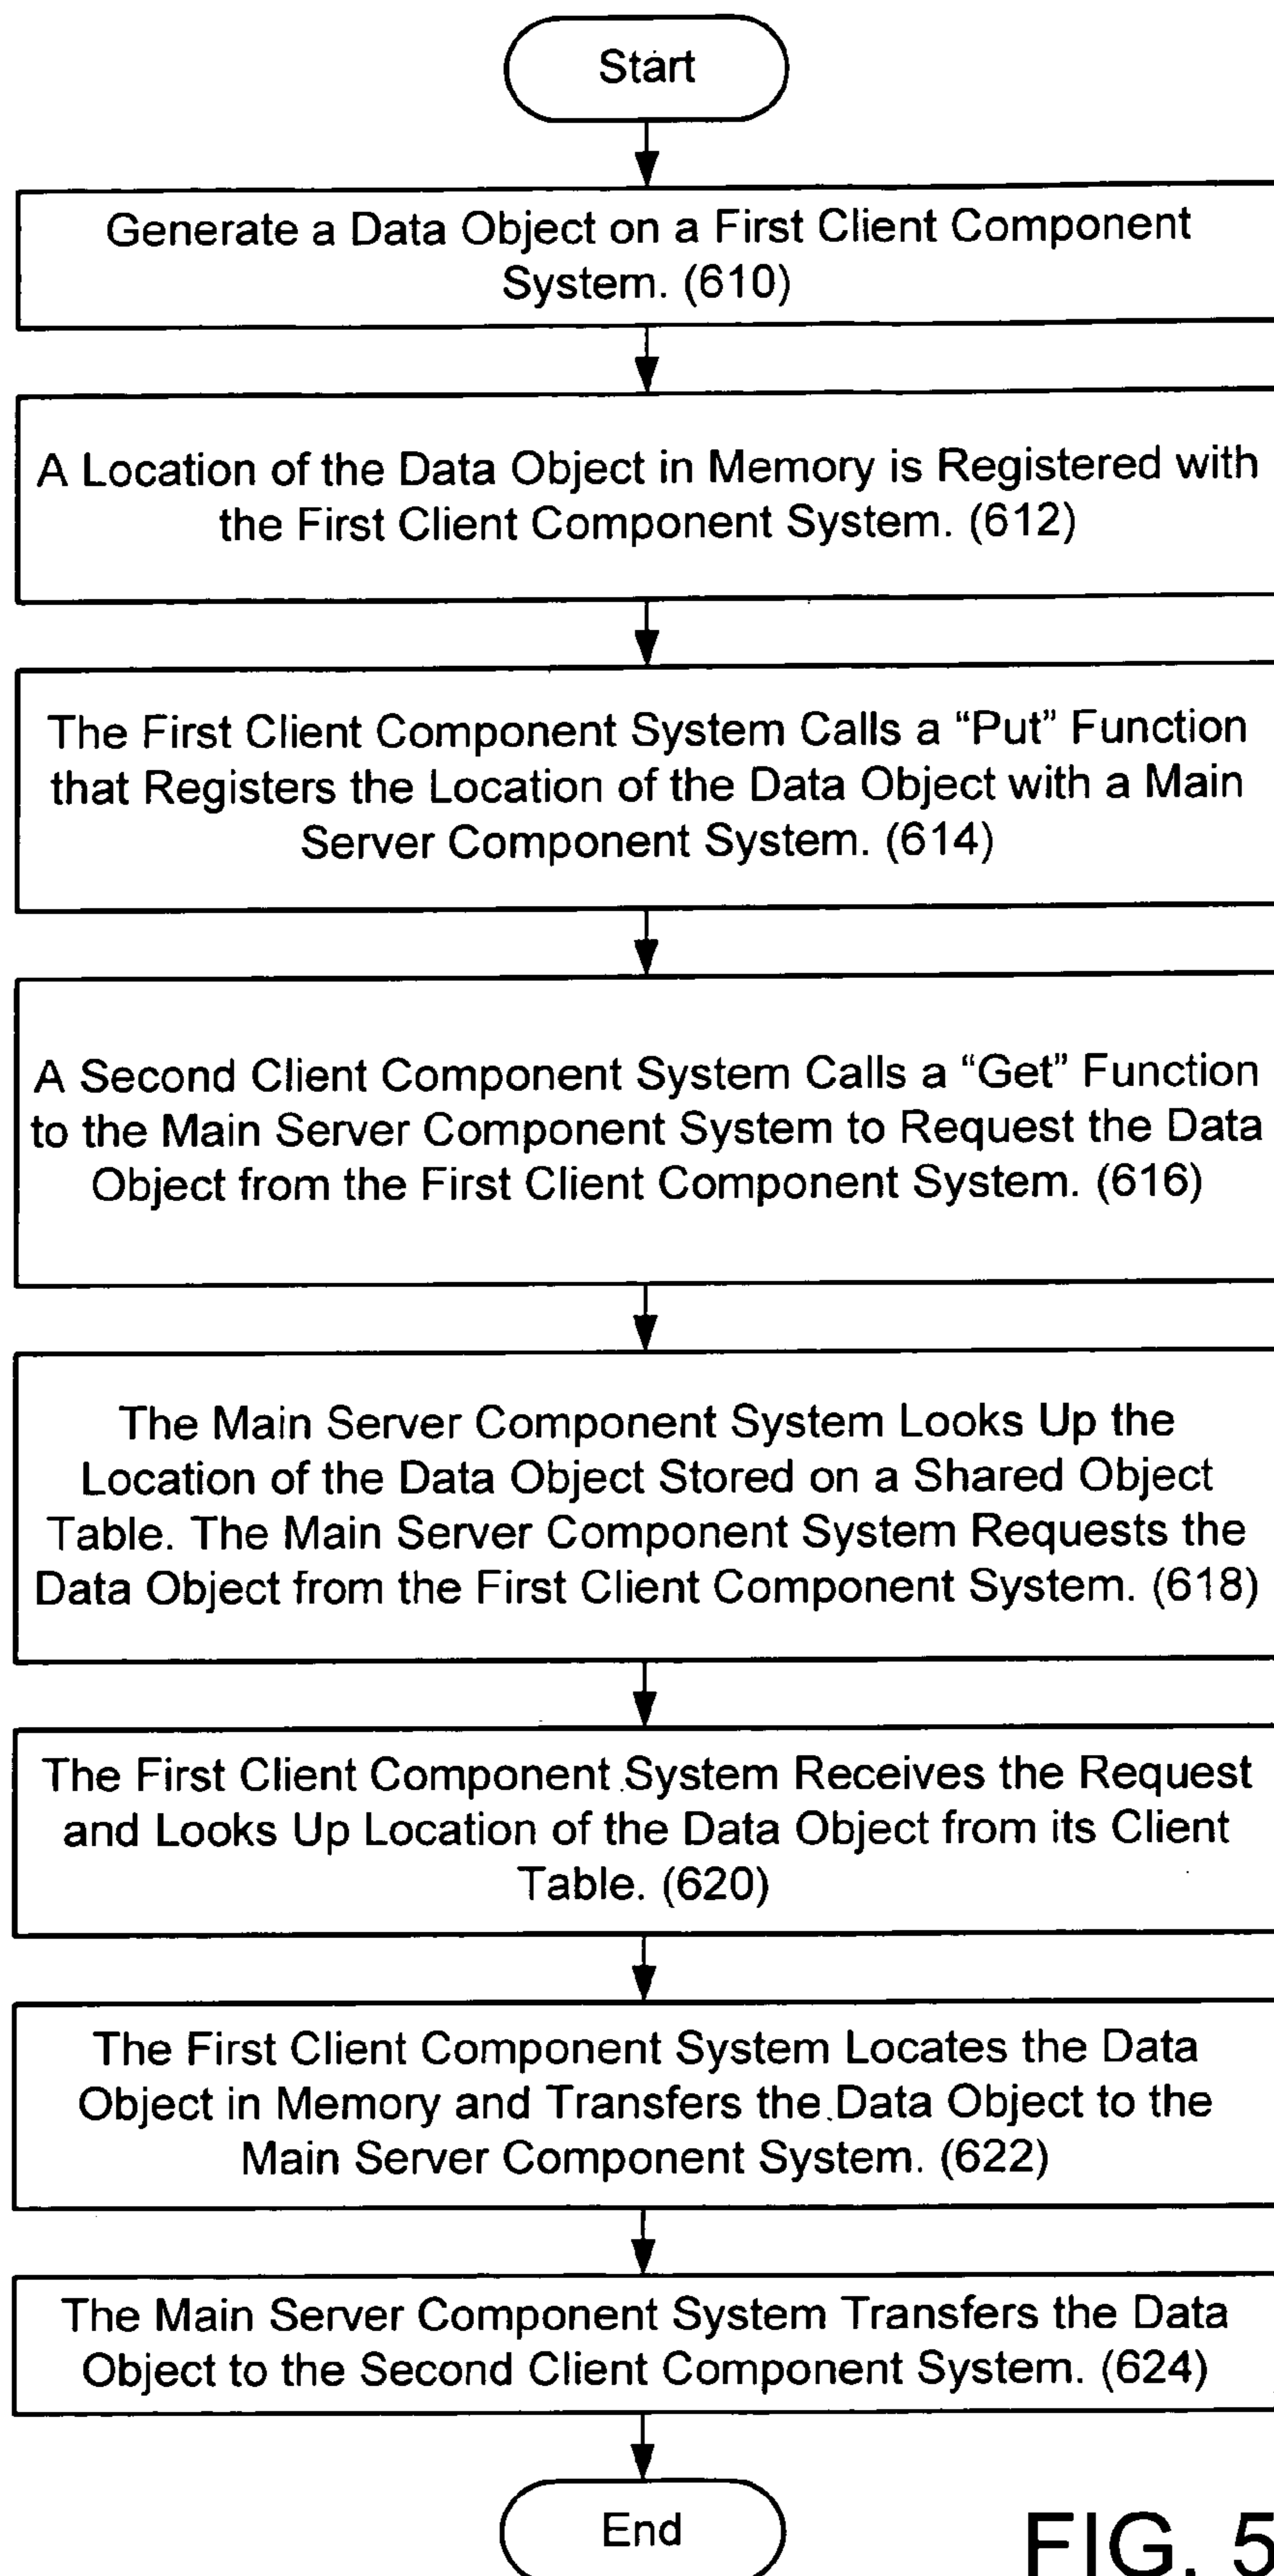 Start
Generate a Data Object on a First Client Component
System. (610)
A Location of the Data Object in Memory is Registered with
the First Client Component System. (612)
The First Client Component System Calls a “Put” Function
that Registers the Location of the Data Object with a Main
Server Component System. (614)
A Second Client Component System Calls a “Get” Function
to the Main Server Component System to Request the Data
Object from the First Client Component System. (616)
The Main Server Component System Looks Up the
Location of the Data Object Stored on a Shared Object
Table. The Main Server Component System Requests the
Data Object from the First Client Component System. (618)
The First Client Component System Receives the Request
and Looks Up Location of the Data Object from its Client
Table. (620)
The First Client Component System Locates the Data
Object in Memory and Transfers the Data Object to the
Main Server Component System. (622)
The Main Server Component System Transfers the Data
Object to the Second Client Component System. (624)
End
FIG. 5